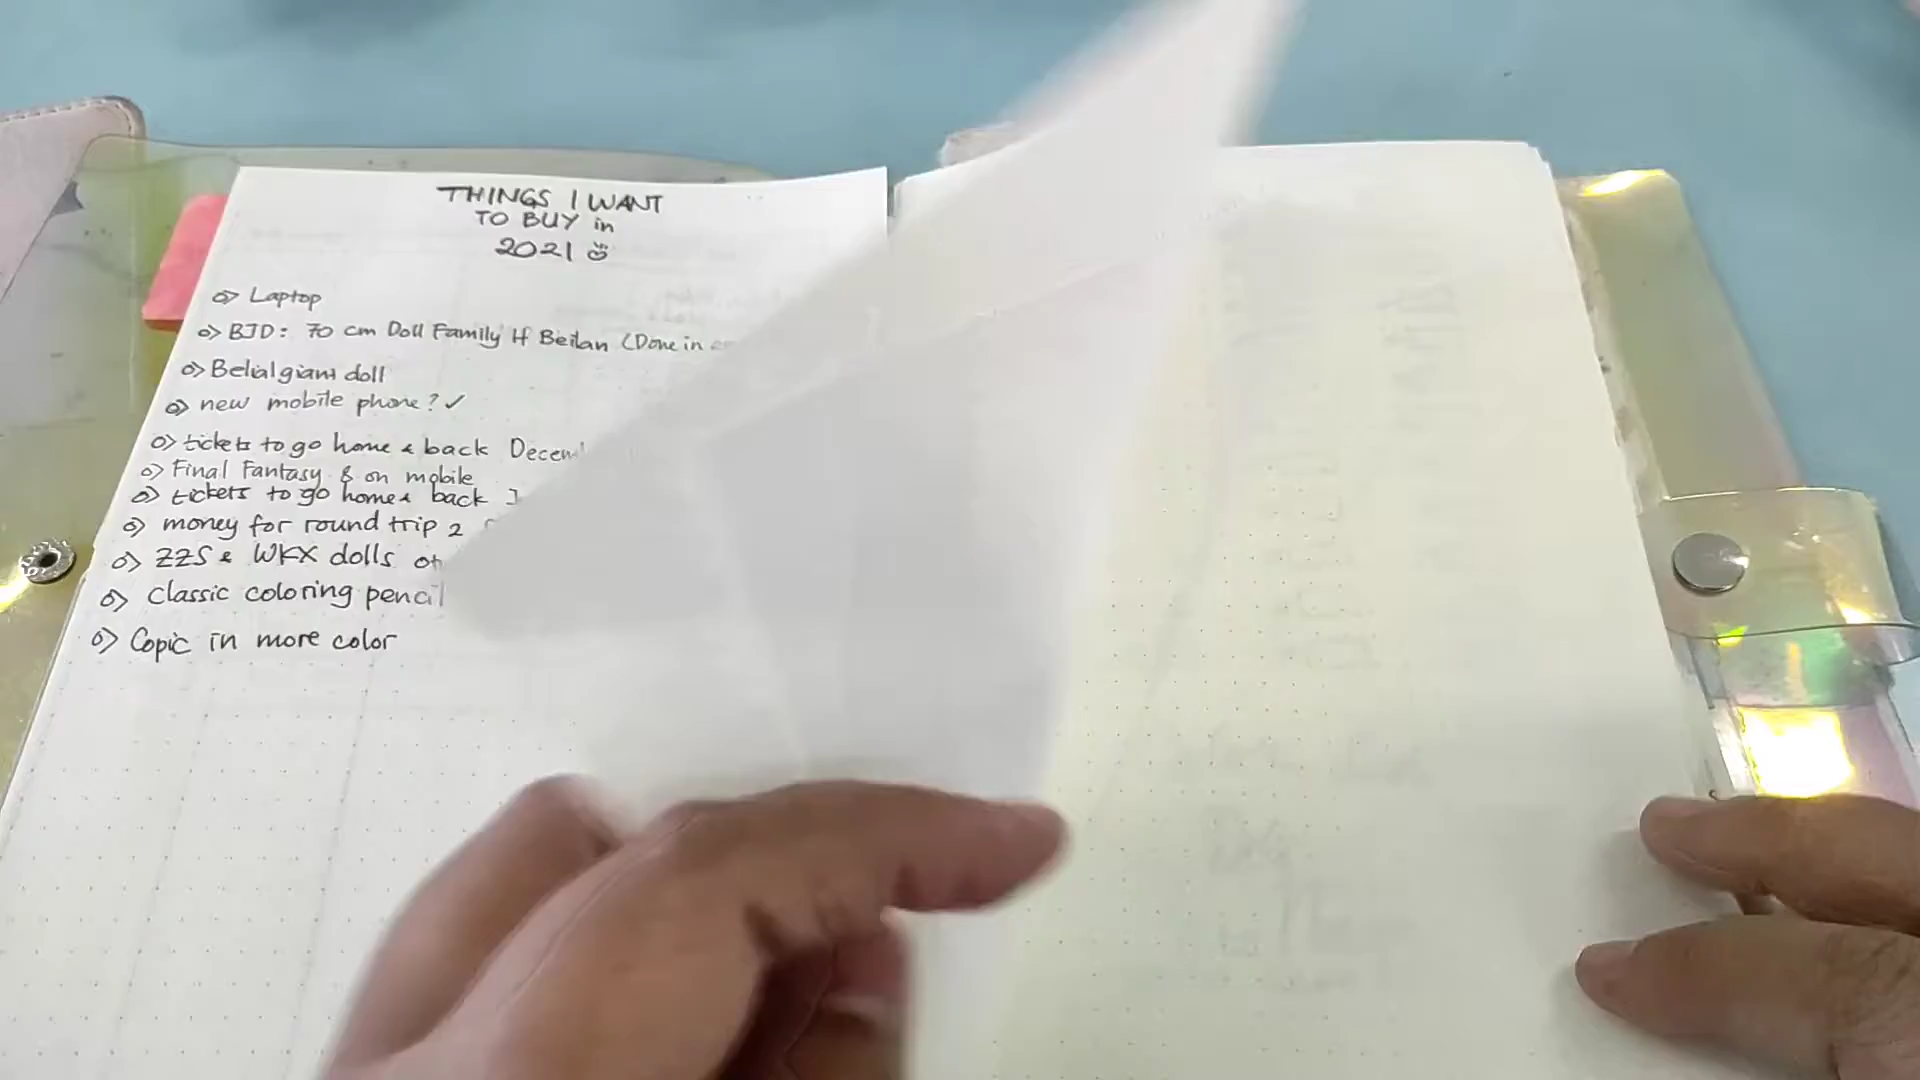 THINGS I WANT
TO BUY in
2021
Laptop
BJD: 70 cm Doll Family H Beilan (Done in
Belial giant doll
new mobile phone? ✓
tickets to go home & back
Final Fantasy 8 on mobile
tickets to go home & back
money for round trip 2
ZZS & WKX dolls
Classic coloring pencil
Copic in more color